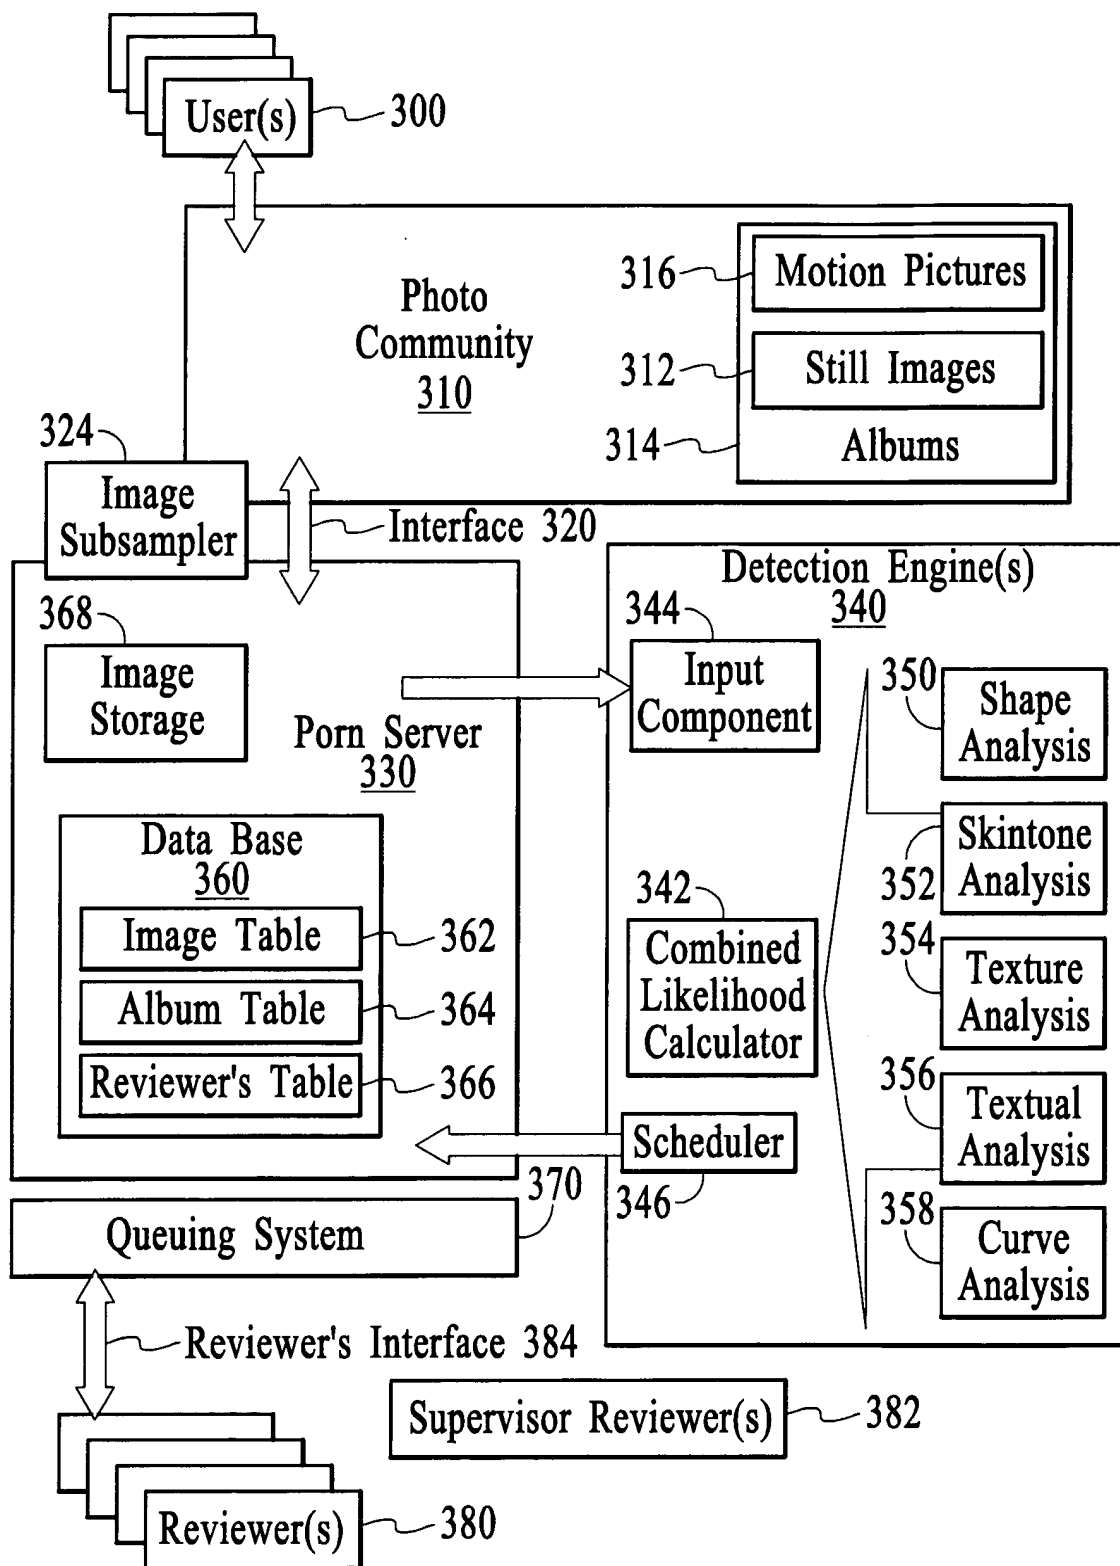 User(s)
300
Photo
Community
310
316
Motion Pictures
312
Still Images
314
Albums
324
Image
Subsampler
Interface 320
368
Image
Storage
Porn Server
330
Data Base
360
Image Table
362
Album Table
364
Reviewer's Table
366
Detection Engine(s)
340
344
Input
Component
342
Combined
Likelihood
Calculator
Scheduler
346
350
Shape
Analysis
352
Skintone
Analysis
354
Texture
Analysis
356
Textual
Analysis
358
Curve
Analysis
370
Queuing System
Reviewer's Interface 384
Supervisor Reviewer(s)
382
Reviewer(s)
380